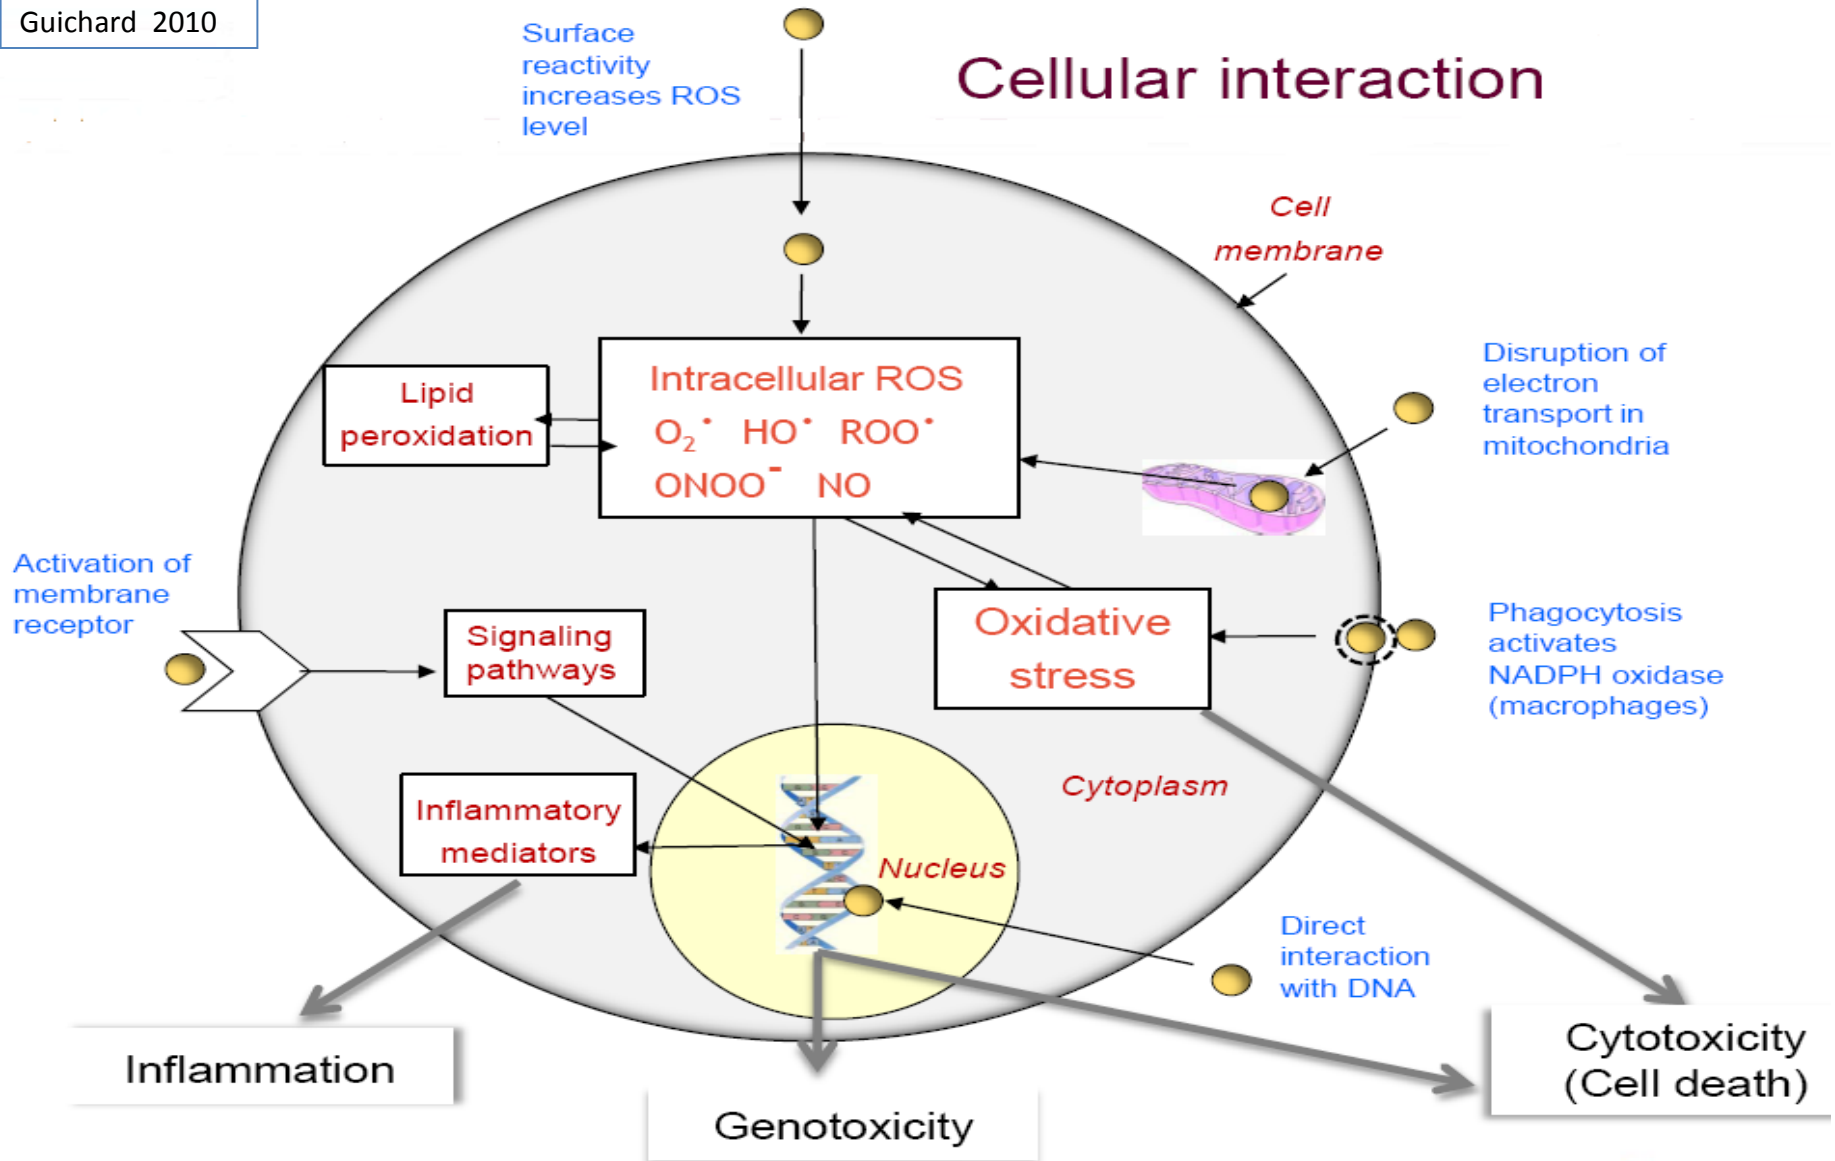 Guichard 2010
Cellular interaction
Surface
reactivity
increases ROS
level
Cell
membrane
Disruption of
electron
transport in
mitochondria
Intracellular ROS
O₂˙ HO˙ ROO˙
ONOO⁻ NO
Lipid
peroxidation
Activation of
membrane
receptor
Signaling
pathways
Oxidative
stress
Phagocytosis
activates
NADPH oxidase
(macrophages)
Cytoplasm
Inflammatory
mediators
Nucleus
Direct
interaction
with DNA
Inflammation
Genotoxicity
Cytotoxicity
(Cell death)